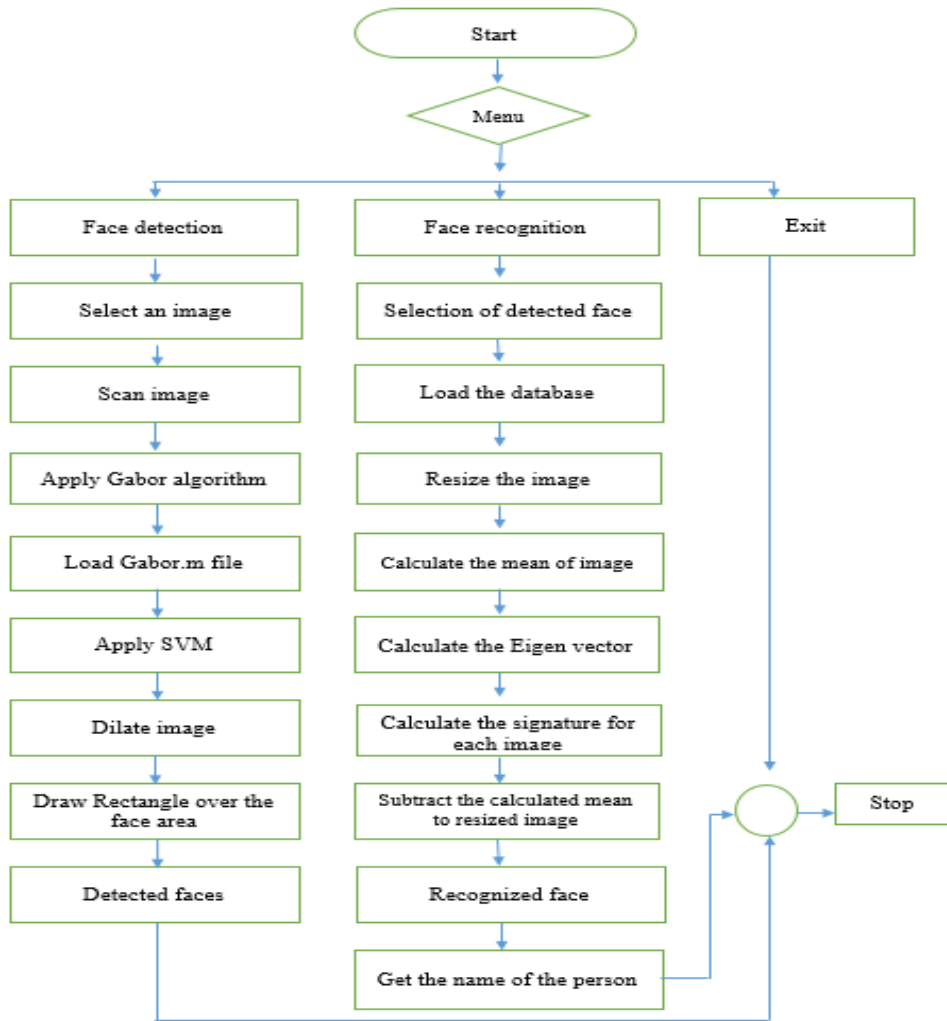 Start
Menu
Face detection
Select an image
Scan image
Apply Gabor algorithm
Load Gabor.m file
Apply SVM
Dilate image
Draw Rectangle over the
face area
Detected faces
Face recognition
Selection of detected face
Load the database
Resize the image
Calculate the mean of image
Calculate the Eigen vector
Calculate the signature for
each image
Subtract the calculated mean
to resized image
Recognized face
Get the name of the person
Exit
Stop